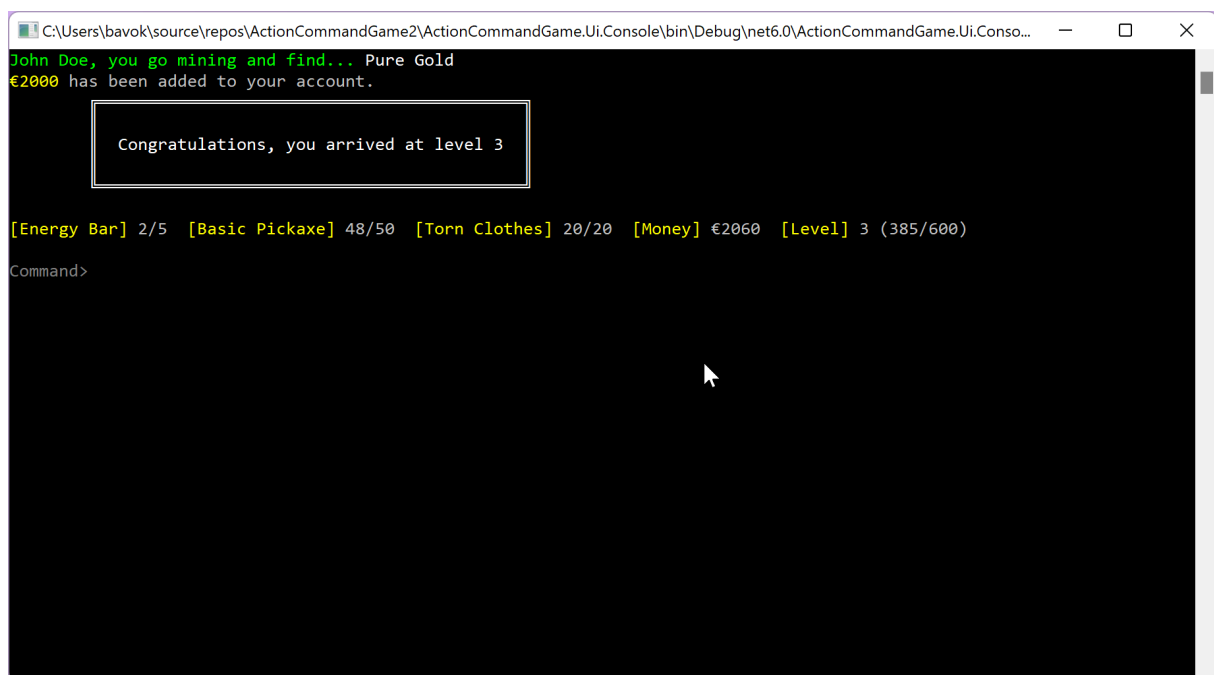 C:\Users\bavok\source\repos\ActionCommandGame2\ActionCommandGame.Ui.Console\bin\Debug\net6.0\ActionCommandGame.Ui.Conso...
John Doe, you go mining and find... Pure Gold
€2000 has been added to your account.
Congratulations, you arrived at level 3
[Energy Bar] 2/5 [Basic Pickaxe] 48/50 [Torn Clothes] 20/20 [Money] €2060 [Level] 3 (385/600)
Command>